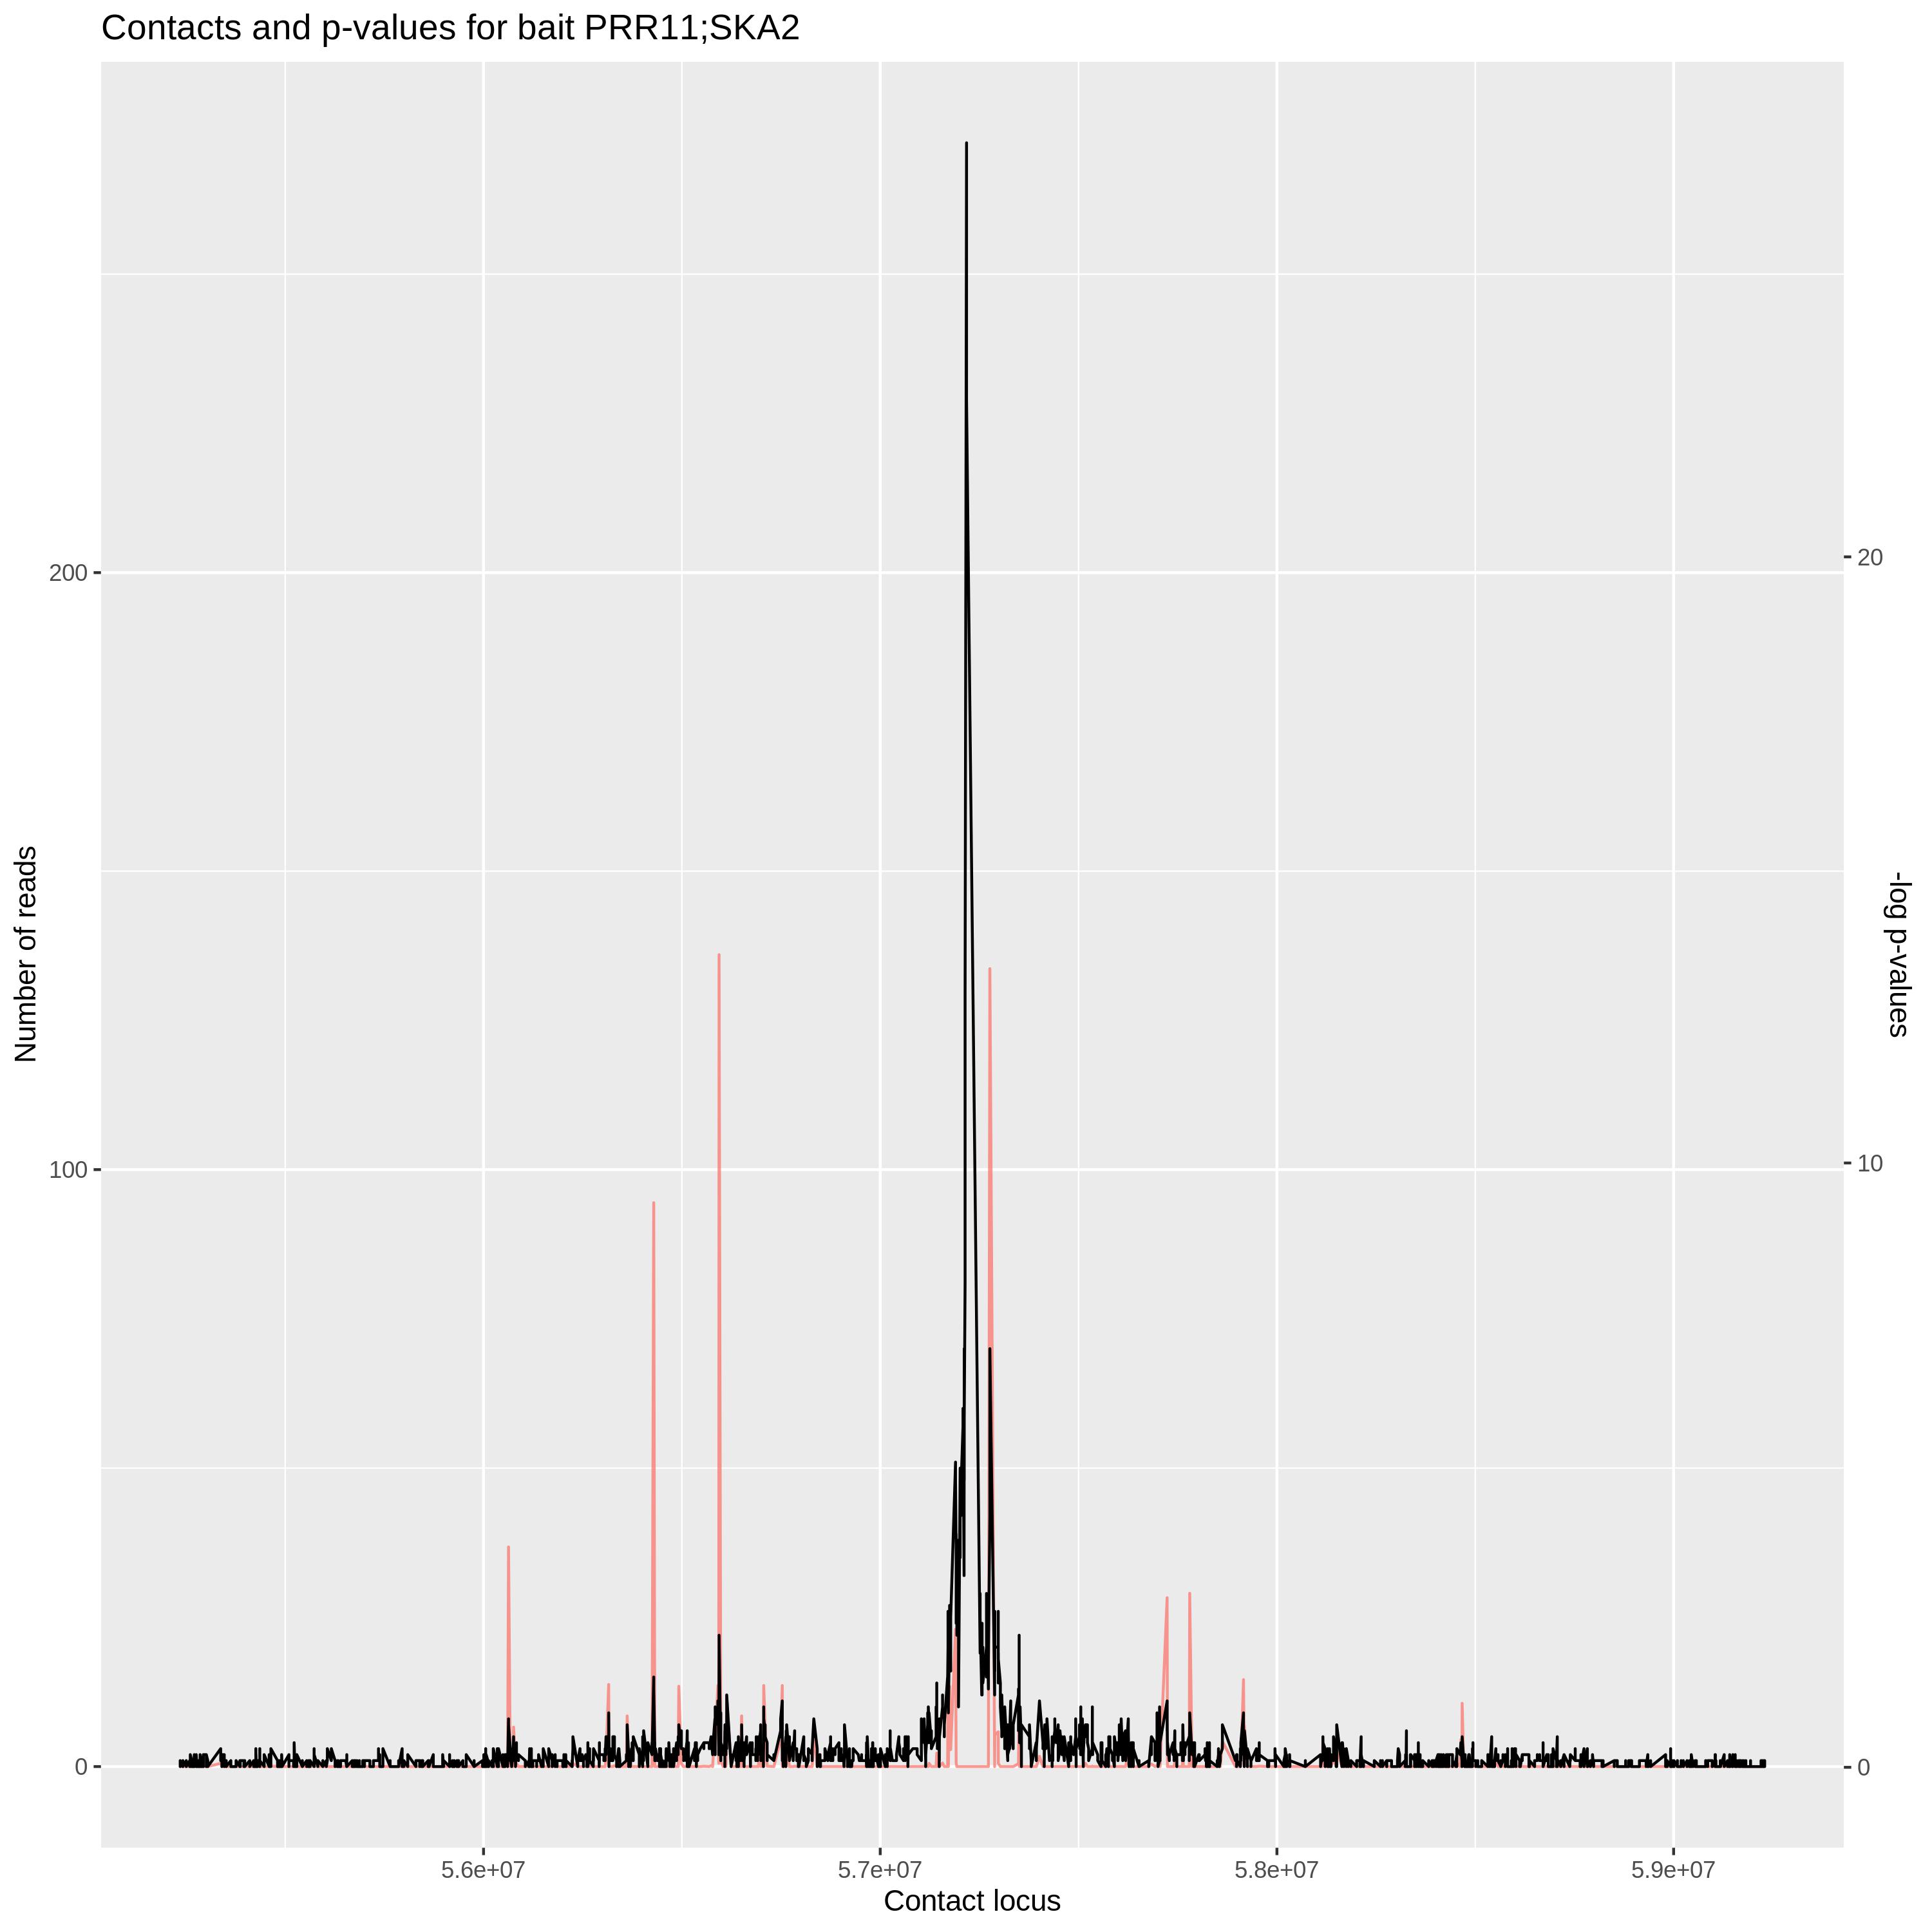 Contacts and p-values for bait PRR11;SKA2
Number of reads
200
100
0
20
10
0
-log p-values
5.6e+07 5.7e+07 5.8e+07 5.9e+07
Contact locus